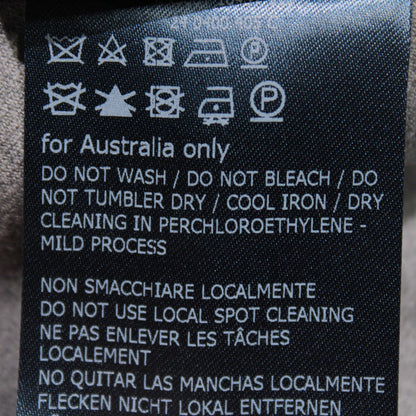 P
P
for Australia only
DO NOT WASH / DO NOT BLEACH / DO
NOT TUMBLER DRY / COOL IRON / DRY
CLEANING IN PERCHLOROETHYLENE -
MILD PROCESS
NON SMACCHIARE LOCALMENTE
DO NOT USE LOCAL SPOT CLEANING
NE PAS ENLEVER LES TÂCHES
LOCALEMENT
NO QUITAR LAS MANCHAS LOCALMENTE
FLECKEN NICHT LOKAL ENTFERNEN